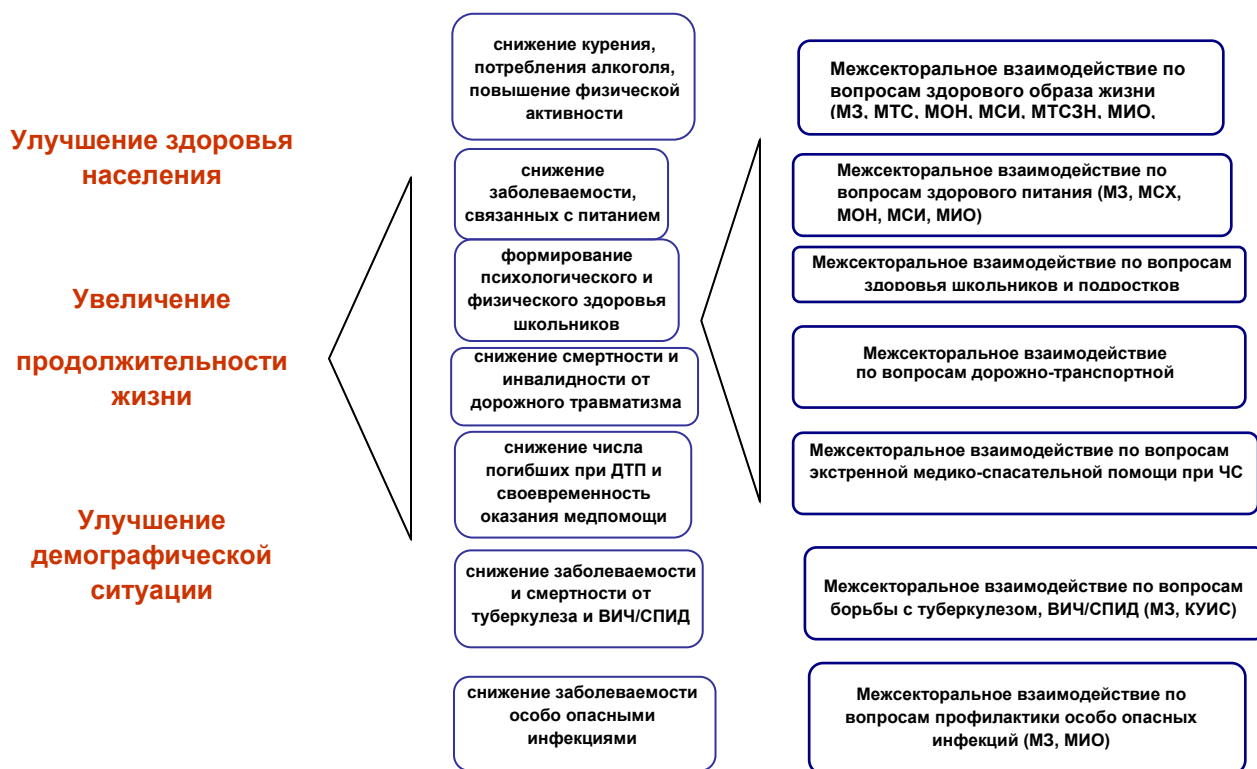 Улучшение здоровья
населения
Увеличение
продолжительности
жизни
Улучшение
демографической
ситуации
снижение курения,
потребления алкоголя,
повышение физической
активности
снижение
заболеваемости,
связанных с питанием
формирование
психологического и
физического здоровья
школьников
снижение смертности и
инвалидности от
дорожного травматизма
снижение числа
погибших при ДТП и
своевременность
оказания медпомощи
снижение заболеваемости
и смертности от
туберкулеза и ВИЧ/СПИД
снижение заболеваемости
особо опасными
инфекциями
Межсекторальное взаимодействие по
вопросам здорового образа жизни
(МЗ, МТС, МОН, МСИ, МТСЗН, МИО,
Межсекторальное взаимодействие по
вопросам здорового питания (МЗ, МСХ,
МОН, МСИ, МИО)
Межсекторальное взаимодействие по вопросам
здоровья школьников и подростков
Межсекторальное взаимодействие
по вопросам дорожно-транспортной
Межсекторальное взаимодействие по вопросам
экстренной медико-спасательной помощи при ЧС
Межсекторальное взаимодействие по вопросам
борьбы с туберкулезом, ВИЧ/СПИД (МЗ, КУИС)
Межсекторальное взаимодействие по
вопросам профилактики особо опасных
инфекций (МЗ, МИО)